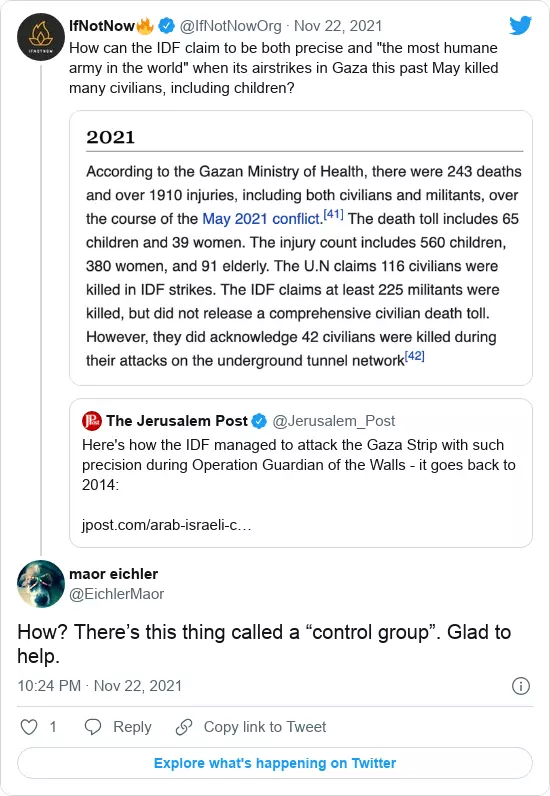 IfNotNow🔥 @IfNotNowOrg · Nov 22, 2021
How can the IDF claim to be both precise and "the most humane
army in the world" when its airstrikes in Gaza this past May killed
many civilians, including children?
2021
According to the Gazan Ministry of Health, there were 243 deaths
and over 1910 injuries, including both civilians and militants, over
the course of the May 2021 conflict.[41] The death toll includes 65
children and 39 women. The injury count includes 560 children,
380 women, and 91 elderly. The U.N claims 116 civilians were
killed in IDF strikes. The IDF claims at least 225 militants were
killed, but did not release a comprehensive civilian death toll.
However, they did acknowledge 42 civilians were killed during
their attacks on the underground tunnel network[42]
The Jerusalem Post @Jerusalem_Post
Here's how the IDF managed to attack the Gaza Strip with such
precision during Operation Guardian of the Walls - it goes back to
2014:
jpost.com/arab-israeli-c…
maor eichler
@EichlerMaor
How? There’s this thing called a “control group”. Glad to
help.
10:24 PM · Nov 22, 2021
1 Reply Copy link to Tweet
Explore what's happening on Twitter